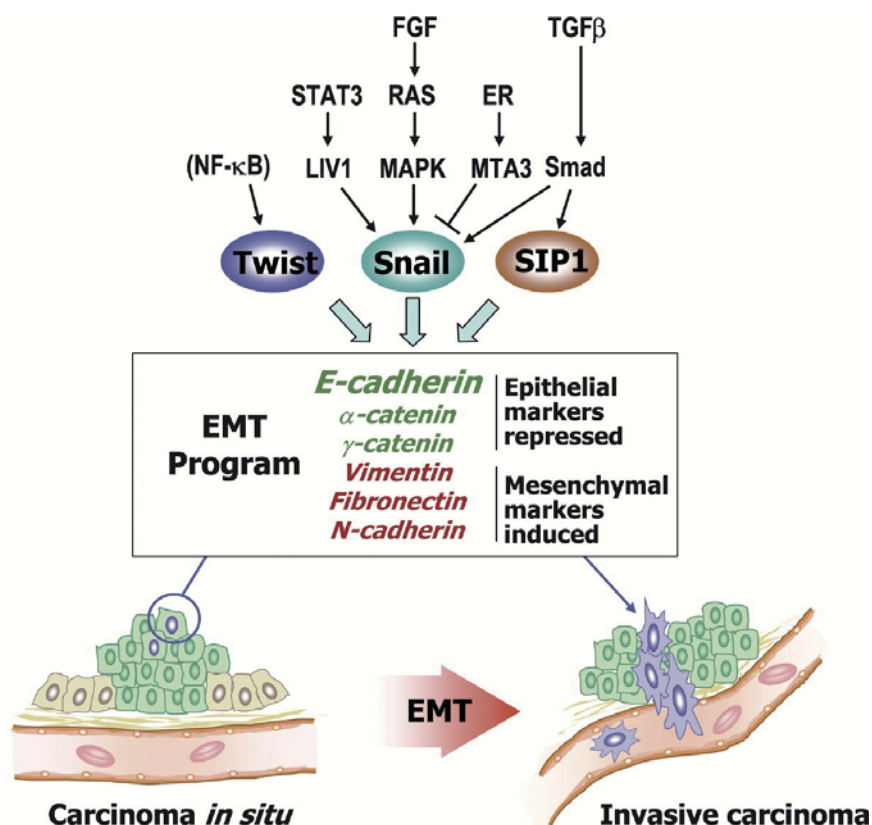 FGF
TGFβ
STAT3
RAS
ER
(NF-κB)
LIV1
MAPK
MTA3
Smad
Twist
Snail
SIP1
EMT
Program
E-cadherin
α-catenin
γ-catenin
Vimentin
Fibronectin
N-cadherin
Epithelial
markers
repressed
Mesenchymal
markers
induced
EMT
Carcinoma in situ
Invasive carcinoma